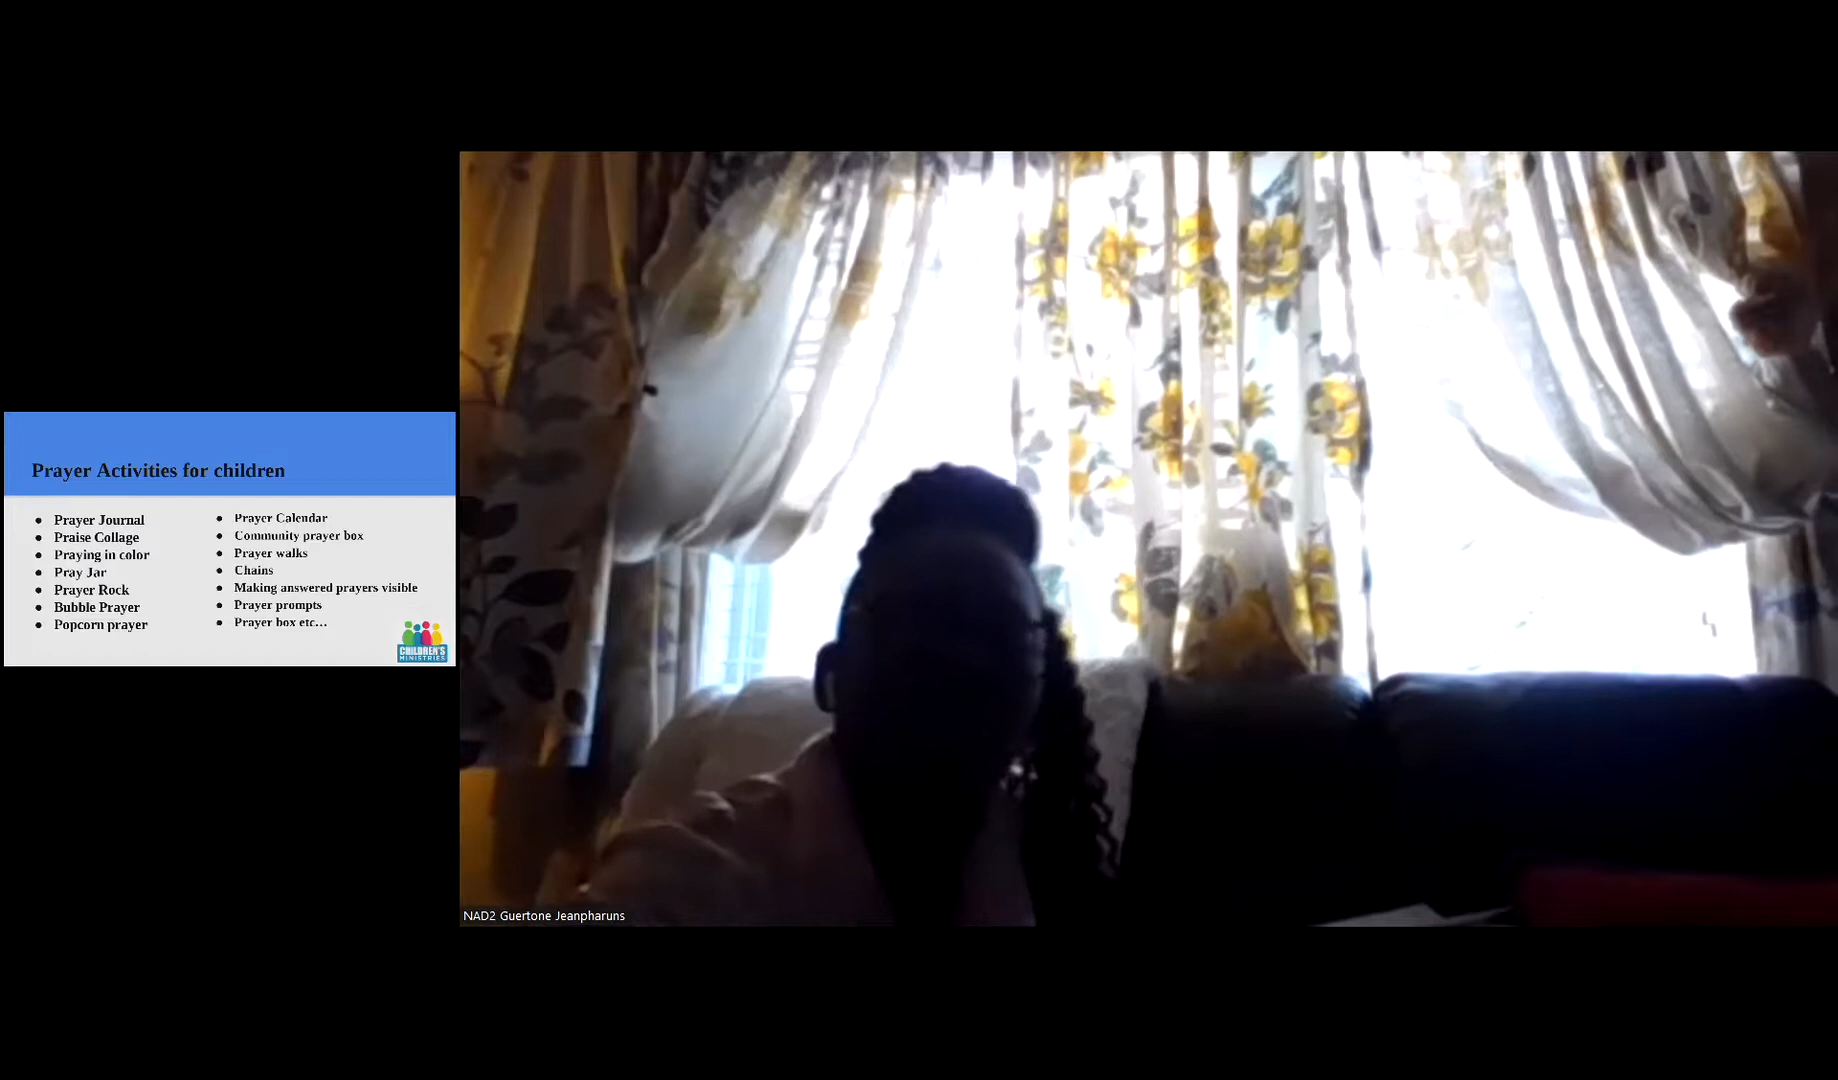 Prayer Activities for children
Prayer Journal
Praise Collage
Praying in color
Pray Jar
Prayer Rock
Bubble Prayer
Popcorn prayer
Prayer Calendar
Community prayer box
Prayer walks
Chains
Making answered prayers visible
Prayer prompts
Prayer box etc...
CHILDREN'S
MINISTRIES
NAD2 Guertone Jeanpharuns